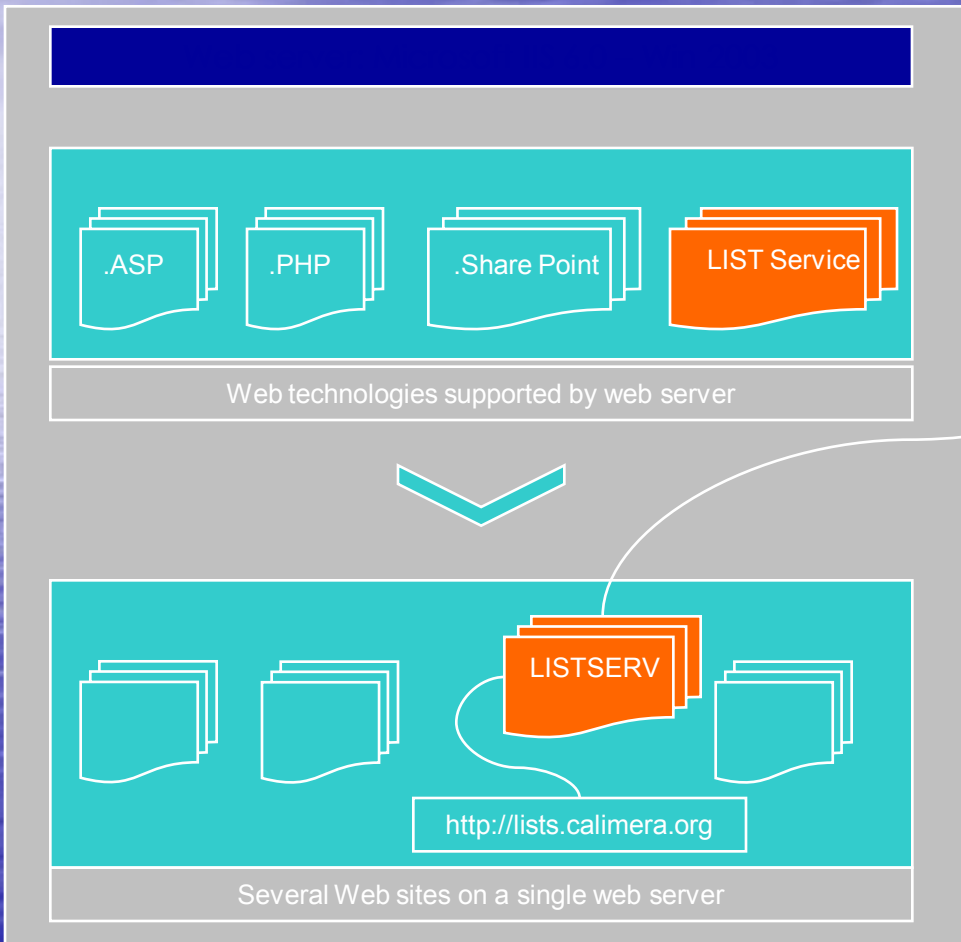 .ASP
.PHP
.Share Point
LIST Service
Web technologies supported by web server
LISTSERV
http://lists.calimera.org
Several Web sites on a single web server